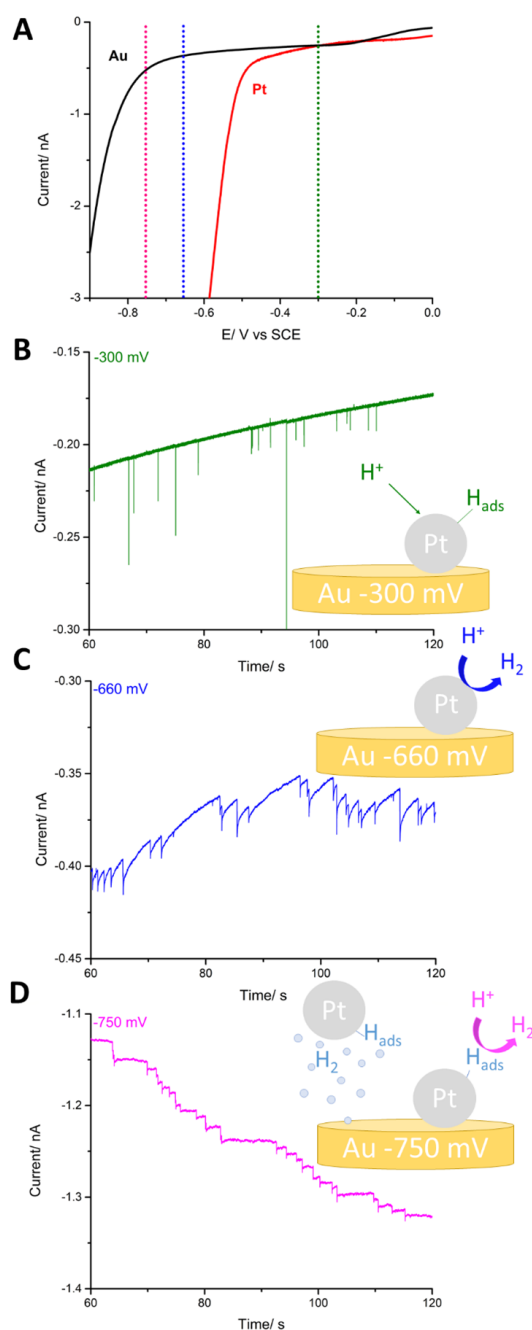 A
0
Au
Pt
-1
-2
-3
Current/ nA
-0.8
-0.6
-0.4
-0.2
0.0
E/ V vs SCE
B
-0.15
-300 mV
-0.20
-0.25
-0.30
Current/ nA
H+
Hads
Pt
Au -300 mV
60
80
100
120
Time/ s
C
-0.30
-660 mV
-0.35
-0.40
-0.45
Current/ nA
H+
H2
Pt
Au -660 mV
60
80
100
120
Time/ s
D
-1.1
-750 mV
-1.2
-1.3
-1.4
Current/ nA
Pt
Hads
H2
H+
H2
Hads
Pt
Au -750 mV
60
80
100
120
Time/ s